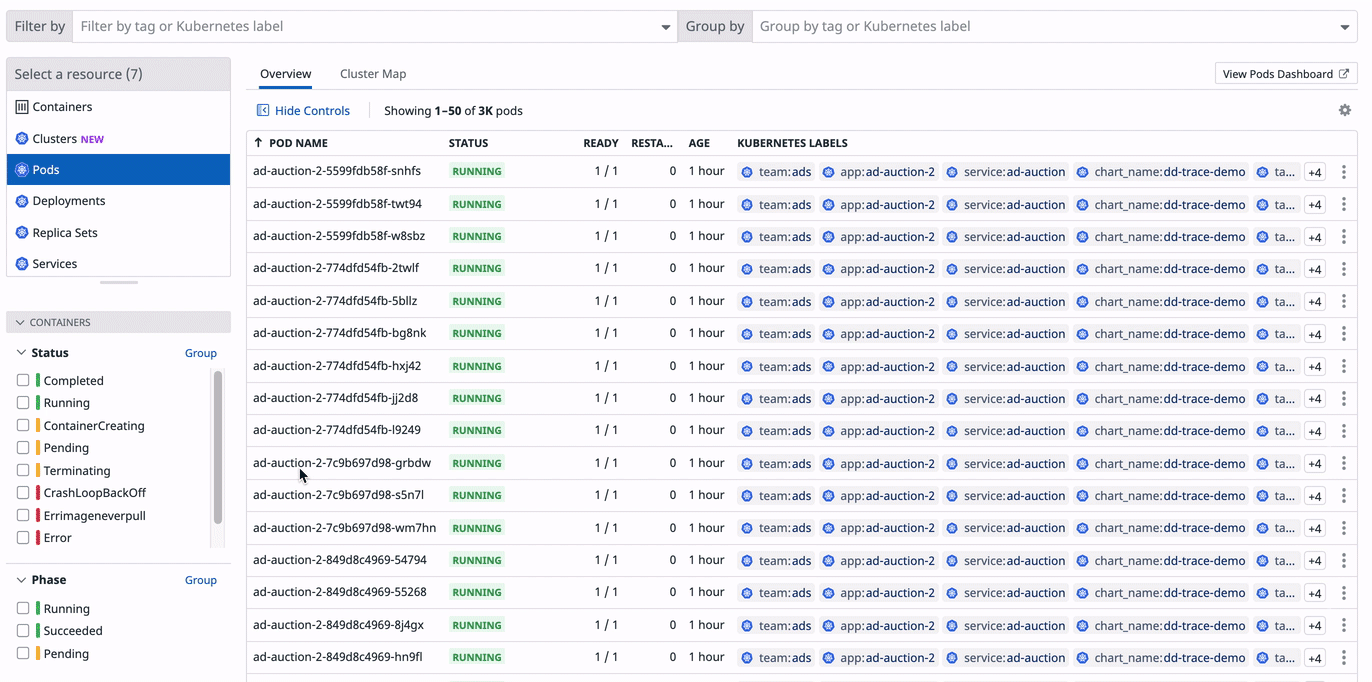 Filter by Filter by tag or Kubernetes label Group by Group by tag or Kubernetes label
Select a resource (7)
Containers
Clusters NEW
Pods
Deployments
Replica Sets
Services
CONTAINERS
Status Group
Completed
Running
ContainerCreating
Pending
Terminating
CrashLoopBackOff
Errimageneverpull
Error
Phase Group
Running
Succeeded
Pending
Overview Cluster Map View Pods Dashboard
Hide Controls Showing 1–50 of 3K pods
POD NAME STATUS READY RESTA... AGE KUBERNETES LABELS
ad-auction-2-5599fdb58f-snhfs RUNNING 1 / 1 0 1 hour team:ads app:ad-auction-2 service:ad-auction chart_name:dd-trace-demo ta... +4
ad-auction-2-5599fdb58f-twt94 RUNNING 1 / 1 0 1 hour team:ads app:ad-auction-2 service:ad-auction chart_name:dd-trace-demo ta... +4
ad-auction-2-5599fdb58f-w8sbz RUNNING 1 / 1 0 1 hour team:ads app:ad-auction-2 service:ad-auction chart_name:dd-trace-demo ta... +4
ad-auction-2-774dfd54fb-2twlf RUNNING 1 / 1 0 1 hour team:ads app:ad-auction-2 service:ad-auction chart_name:dd-trace-demo ta... +4
ad-auction-2-774dfd54fb-5bllz RUNNING 1 / 1 0 1 hour team:ads app:ad-auction-2 service:ad-auction chart_name:dd-trace-demo ta... +4
ad-auction-2-774dfd54fb-bg8nk RUNNING 1 / 1 0 1 hour team:ads app:ad-auction-2 service:ad-auction chart_name:dd-trace-demo ta... +4
ad-auction-2-774dfd54fb-hxj42 RUNNING 1 / 1 0 1 hour team:ads app:ad-auction-2 service:ad-auction chart_name:dd-trace-demo ta... +4
ad-auction-2-774dfd54fb-jj2d8 RUNNING 1 / 1 0 1 hour team:ads app:ad-auction-2 service:ad-auction chart_name:dd-trace-demo ta... +4
ad-auction-2-774dfd54fb-l9249 RUNNING 1 / 1 0 1 hour team:ads app:ad-auction-2 service:ad-auction chart_name:dd-trace-demo ta... +4
ad-auction-2-7c9b697d98-grbdw RUNNING 1 / 1 0 1 hour team:ads app:ad-auction-2 service:ad-auction chart_name:dd-trace-demo ta... +4
ad-auction-2-7c9b697d98-s5n7l RUNNING 1 / 1 0 1 hour team:ads app:ad-auction-2 service:ad-auction chart_name:dd-trace-demo ta... +4
ad-auction-2-7c9b697d98-wm7hn RUNNING 1 / 1 0 1 hour team:ads app:ad-auction-2 service:ad-auction chart_name:dd-trace-demo ta... +4
ad-auction-2-849d8c4969-54794 RUNNING 1 / 1 0 1 hour team:ads app:ad-auction-2 service:ad-auction chart_name:dd-trace-demo ta... +4
ad-auction-2-849d8c4969-55268 RUNNING 1 / 1 0 1 hour team:ads app:ad-auction-2 service:ad-auction chart_name:dd-trace-demo ta... +4
ad-auction-2-849d8c4969-8j4gx RUNNING 1 / 1 0 1 hour team:ads app:ad-auction-2 service:ad-auction chart_name:dd-trace-demo ta... +4
ad-auction-2-849d8c4969-hn9fl RUNNING 1 / 1 0 1 hour team:ads app:ad-auction-2 service:ad-auction chart_name:dd-trace-demo ta... +4